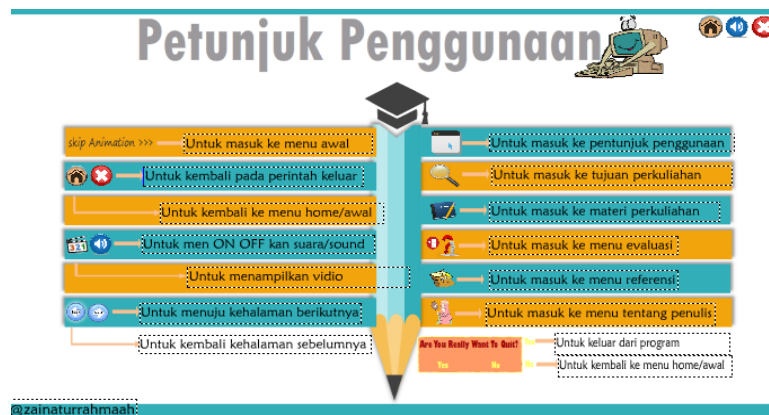 Petunjuk Penggunaan
skip Animation >>>
Untuk masuk ke menu awal
Untuk kembali pada perintah keluar
Untuk kembali ke menu home/awal
321
Untuk men ON OFF kan suara/sound
Untuk menampilkan vidio
Untuk menuju kehalaman berikutnya
Untuk kembali kehalaman sebelumnya
Untuk masuk ke pentunjuk penggunaan
Untuk masuk ke tujuan perkuliahan
Untuk masuk ke materi perkuliahan
Untuk masuk ke menu evaluasi
Untuk masuk ke menu referensi
Untuk masuk ke menu tentang penulis
Are You Really Want To Quit?
Yes No
Yes
Untuk keluar dari program
No
Untuk kembali ke menu home/awal
@zainaturrahmaah